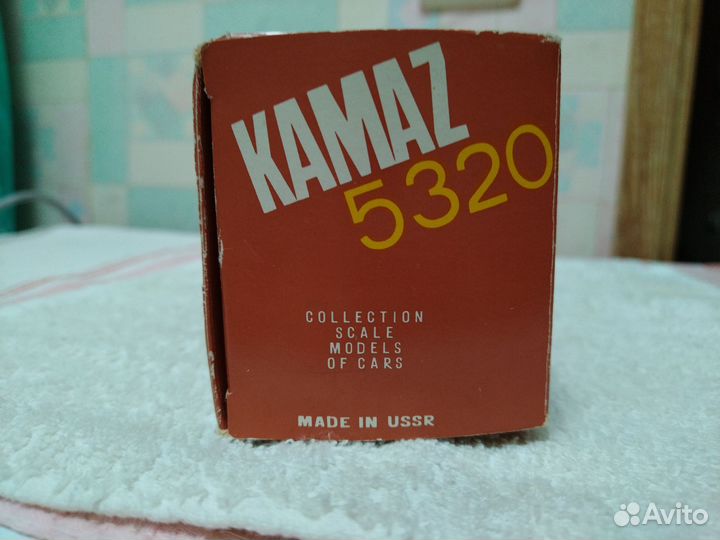 KAMAZ
5320
COLLECTION
SCALE
MODELS
OF CARS
MADE IN USSR
Avito